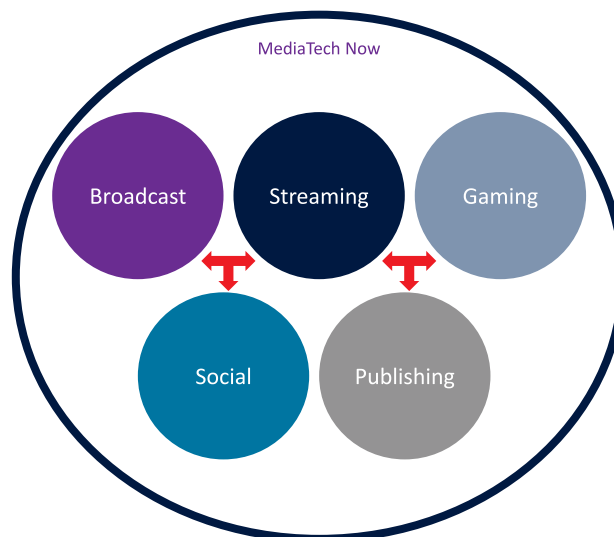 MediaTech Now
Broadcast
Streaming
Gaming
Social
Publishing